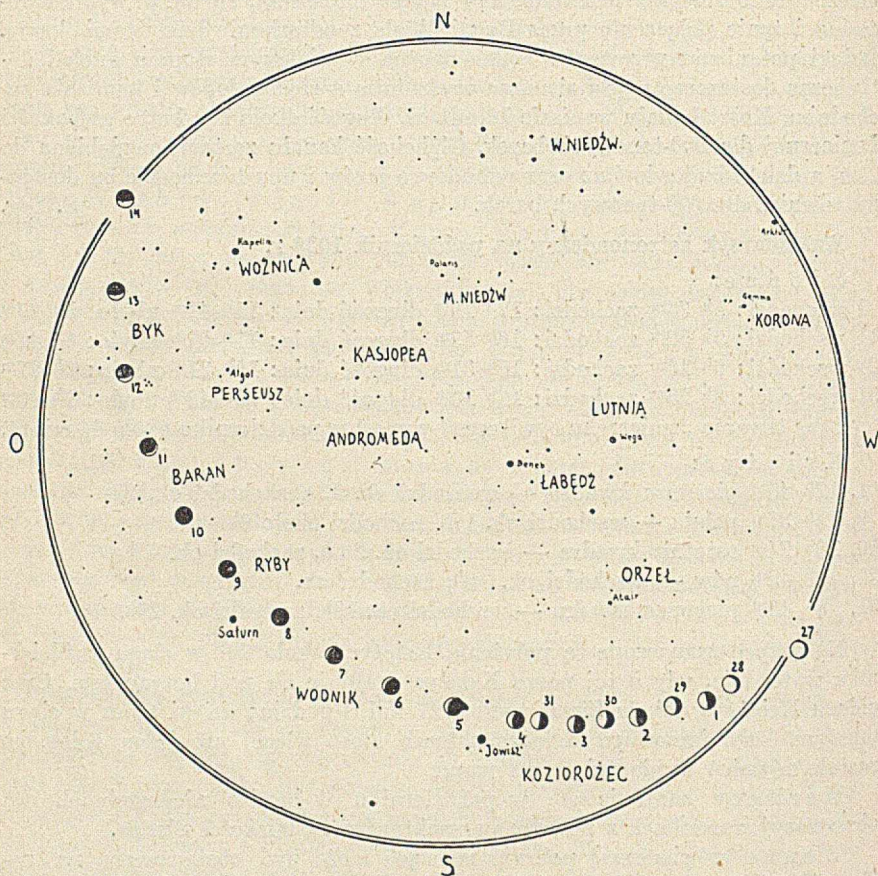 N
W.NIEDŹW.
14
Kapella
WOŹNICA
Polaris
M.NIEDŹW
Gemma
KORONA
13
BYK
KASJOPEA
12
Algol
PERSEUSZ
LUTNIA
O
ANDROMEDA
Wega
W
11
BARAN
Deneb
ŁABĘDŹ
10
9
RYBY
ORZEŁ
Atair
Saturn
8
27
7
WODNIK
6
28
5
4
31
3
30
2
29
1
Jowisz
KOZIOROŻEC
S